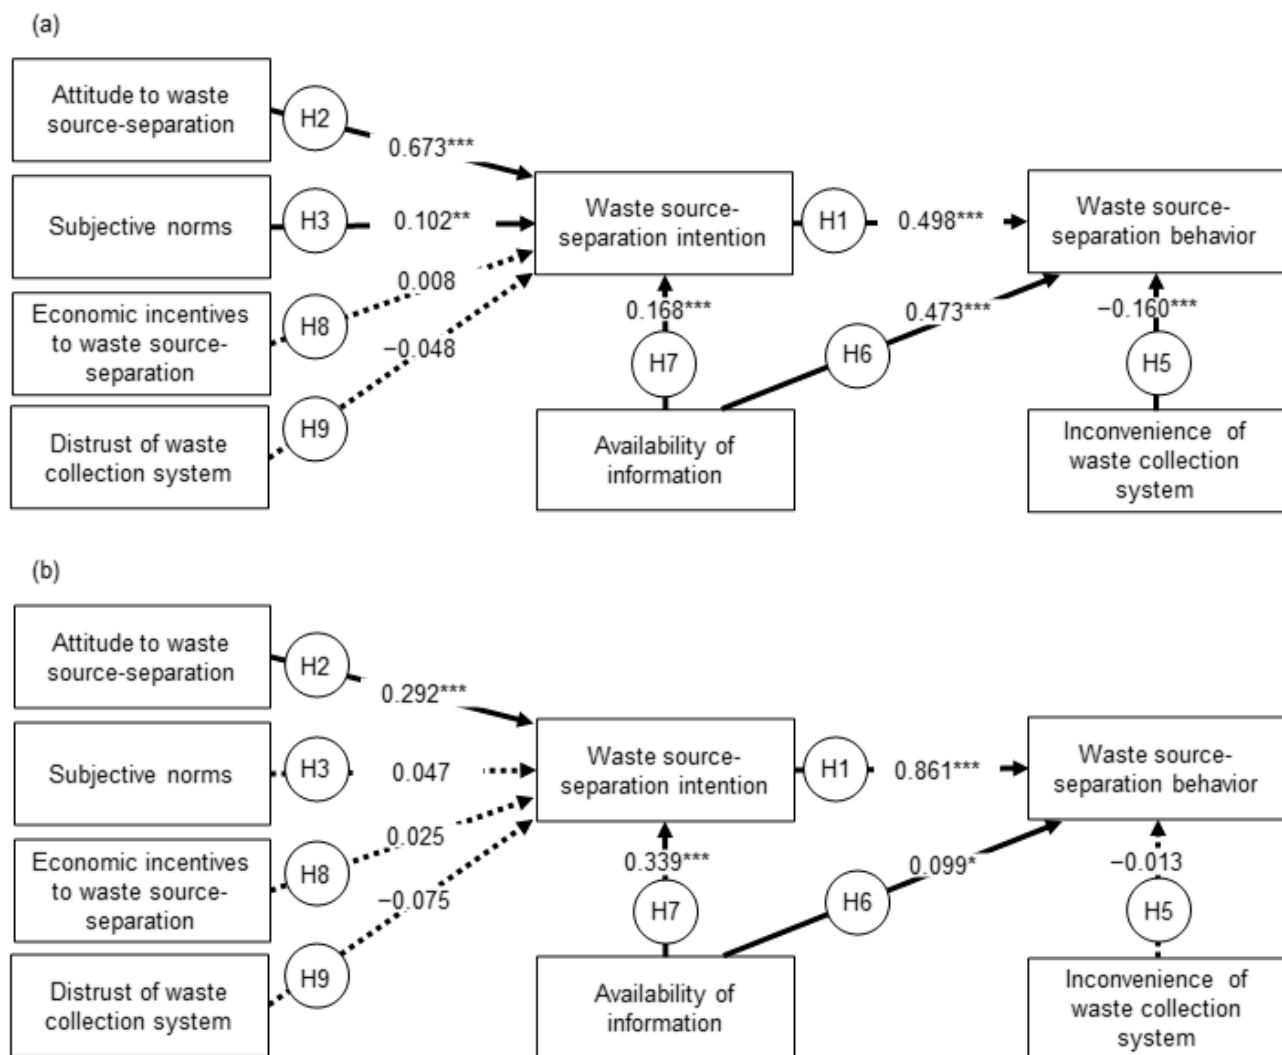 (a)
Attitude to waste
source-separation
H2
0.673***
Subjective norms
H3
0.102**
Waste source-
separation intention
H1
0.498***
Waste source-
separation behavior
Economic incentives
to waste source-
separation
H8
0.008
−0.048
0.168***
0.473***
−0.160***
H7
H6
H5
Distrust of waste
collection system
H9
Availability of
information
Inconvenience of
waste collection
system
(b)
Attitude to waste
source-separation
H2
0.292***
Subjective norms
H3
0.047
Waste source-
separation intention
H1
0.861***
Waste source-
separation behavior
Economic incentives
to waste source-
separation
H8
0.025
−0.075
0.339***
0.099*
−0.013
H7
H6
H5
Distrust of waste
collection system
H9
Availability of
information
Inconvenience of
waste collection
system